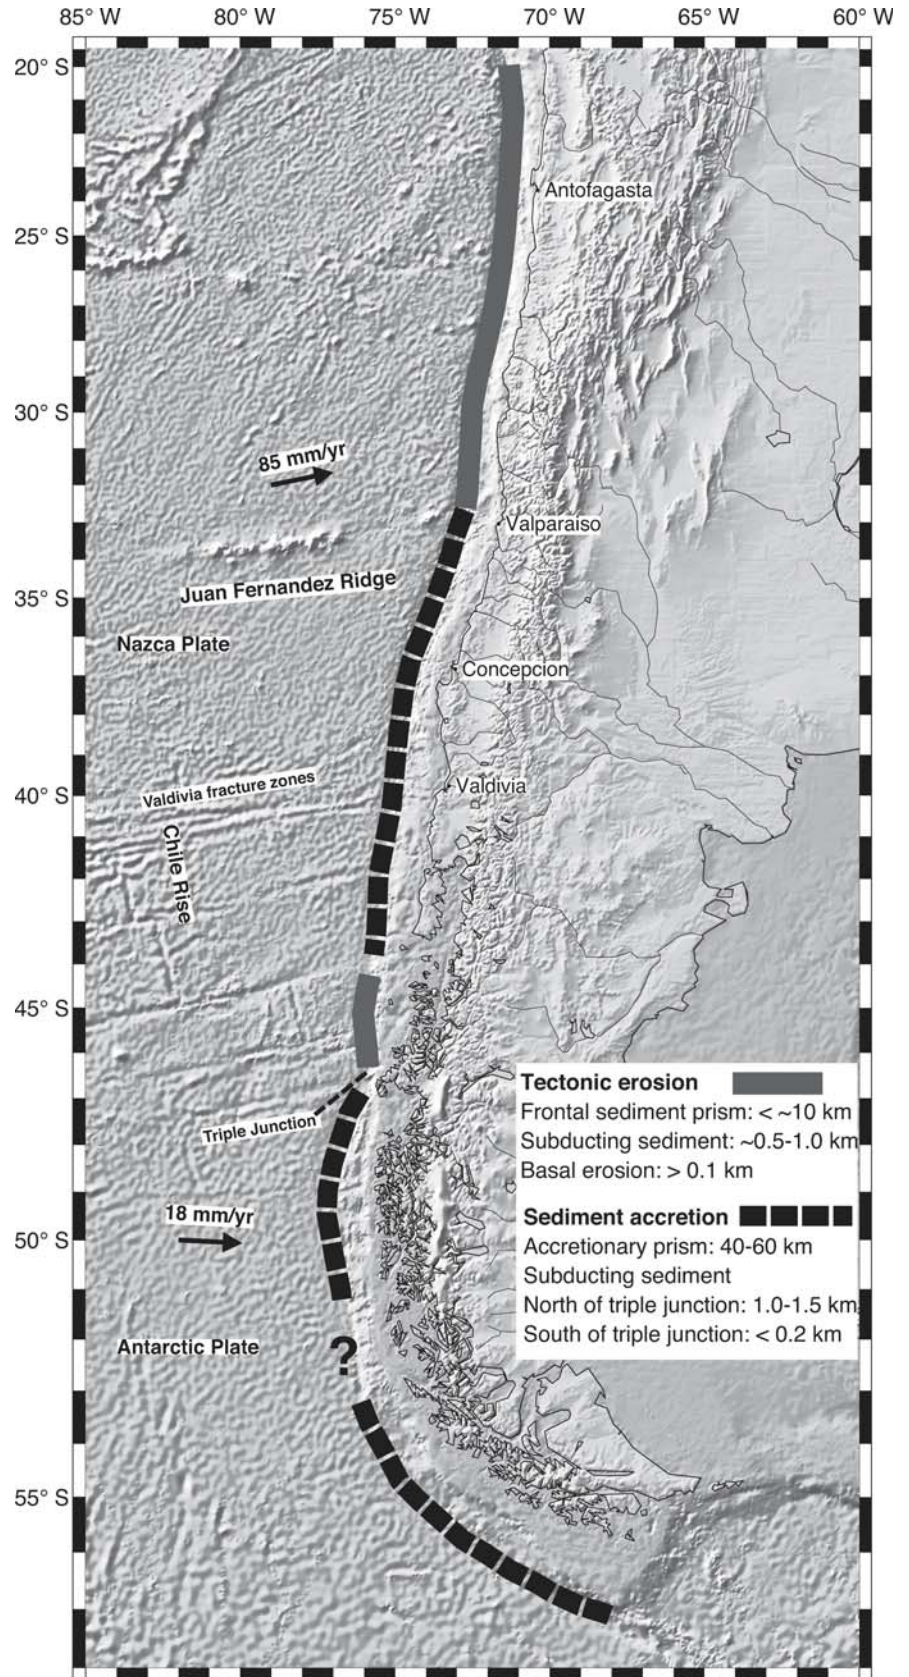 85° W 80° W 75° W 70° W 65° W 60° W
20° S
Antofagasta
25° S
30° S
85 mm/yr
Valparaiso
Juan Fernandez Ridge
35° S
Nazca Plate
Concepcion
Valdivia fracture zones
Valdivia
40° S
Chile Rise
45° S
Triple Junction
Tectonic erosion
Frontal sediment prism: < ~10 km
Subducting sediment: ~0.5-1.0 km
Basal erosion: > 0.1 km
18 mm/yr
50° S
Sediment accretion
Accretionary prism: 40-60 km
Subducting sediment
North of triple junction: 1.0-1.5 km
South of triple junction: < 0.2 km
Antarctic Plate
?
55° S